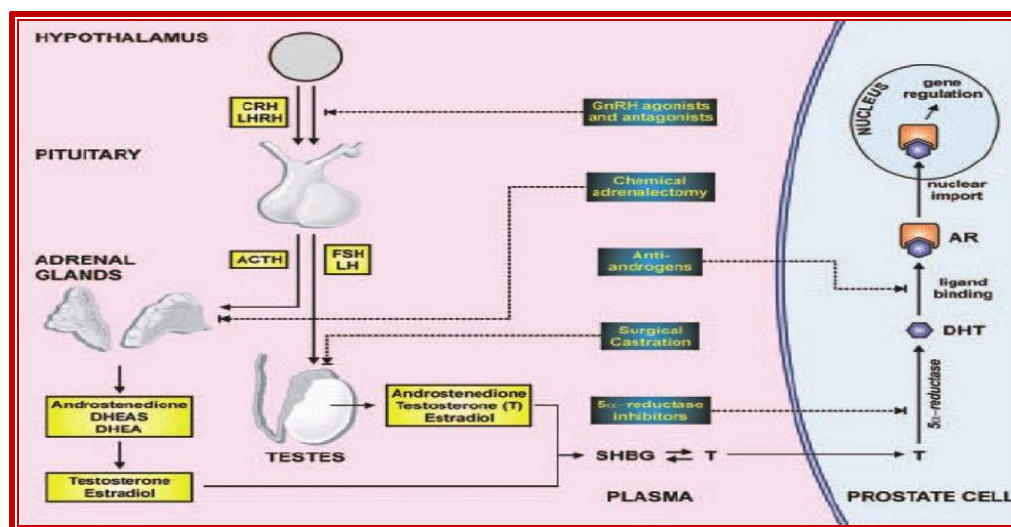 HYPOTHALAMUS
CRH
LHRH
GnRH agonists
and antagonists
PITUITARY
Chemical
adrenalectomy
ADRENAL
GLANDS
ACTH
FSH
LH
Anti-
androgens
Surgical
Castration
Androstenedione
DHEAS
DHEA
Androstenedione
Testosterone (T)
Estradiol
5α-reductase
inhibitors
TESTES
Testosterone
Estradiol
SHBG
T
PLASMA
NUCLEUS
gene
regulation
nuclear
import
AR
ligand
binding
DHT
5α-reductase
T
PROSTATE CELL